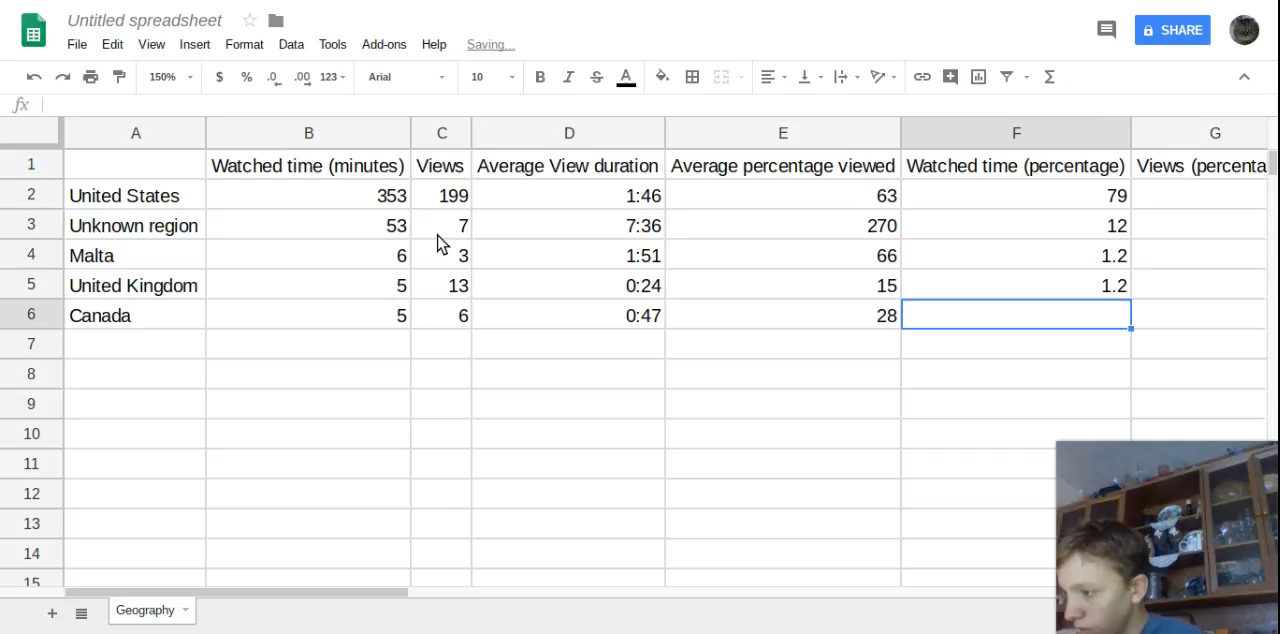 Untitled spreadsheet
File Edit View Insert Format Data Tools Add-ons Help Saving...
SHARE
150% $ % .0 .00 123 Arial 10 B I S A Σ
fx
A B C D E F G
1 Watched time (minutes) Views Average View duration Average percentage viewed Watched time (percentage) Views (percenta
2 United States 353 199 1:46 63 79
3 Unknown region 53 7 7:36 270 12
4 Malta 6 3 1:51 66 1.2
5 United Kingdom 5 13 0:24 15 1.2
6 Canada 5 6 0:47 28
7
8
9
10
11
12
13
14
15
+ Geography